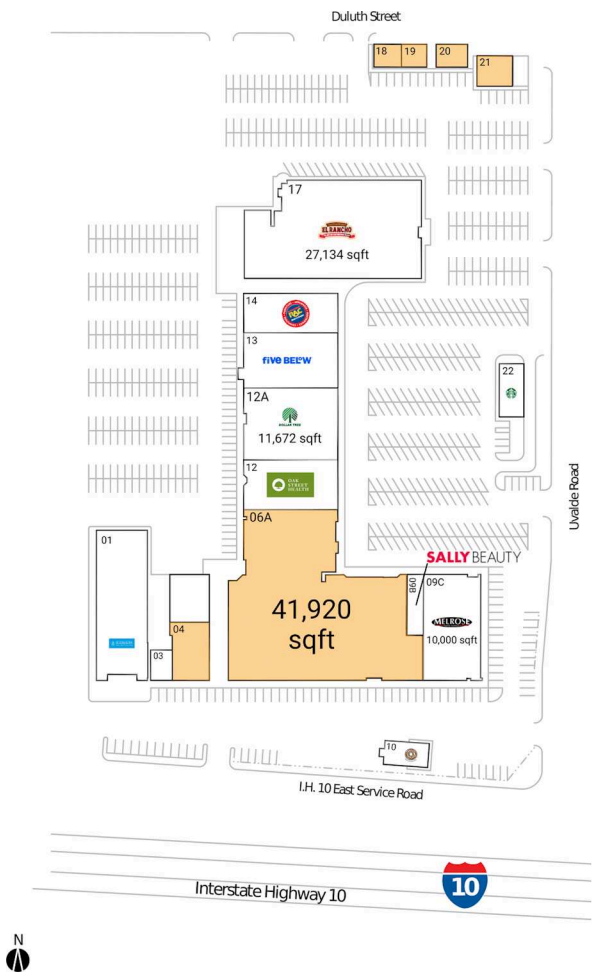 Duluth Street
18
19
20
21
17
EL RANCHO
27,134 sqft
14
RAC
13
five BEL°W
22
12A
DOLLAR TREE
11,672 sqft
12
OAK
STREET
HEALTH
Uvalde Road
06A
01
SALLY BEAUTY
09B
09C
41,920
sqft
04
MELROSE
10,000 sqft
03
10
I.H. 10 East Service Road
Interstate Highway 10
10
N